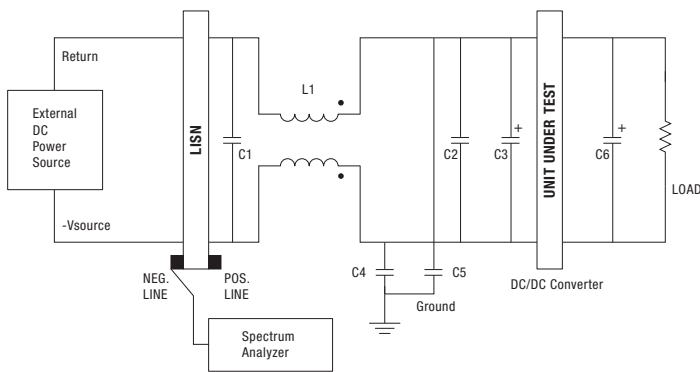 Return
L1
External
DC
Power
Source
LISN
C1
C2
C3
+
UNIT UNDER TEST
C6
+
LOAD
-Vsource
NEG.
LINE
POS.
LINE
C4
C5
Ground
DC/DC Converter
Spectrum
Analyzer